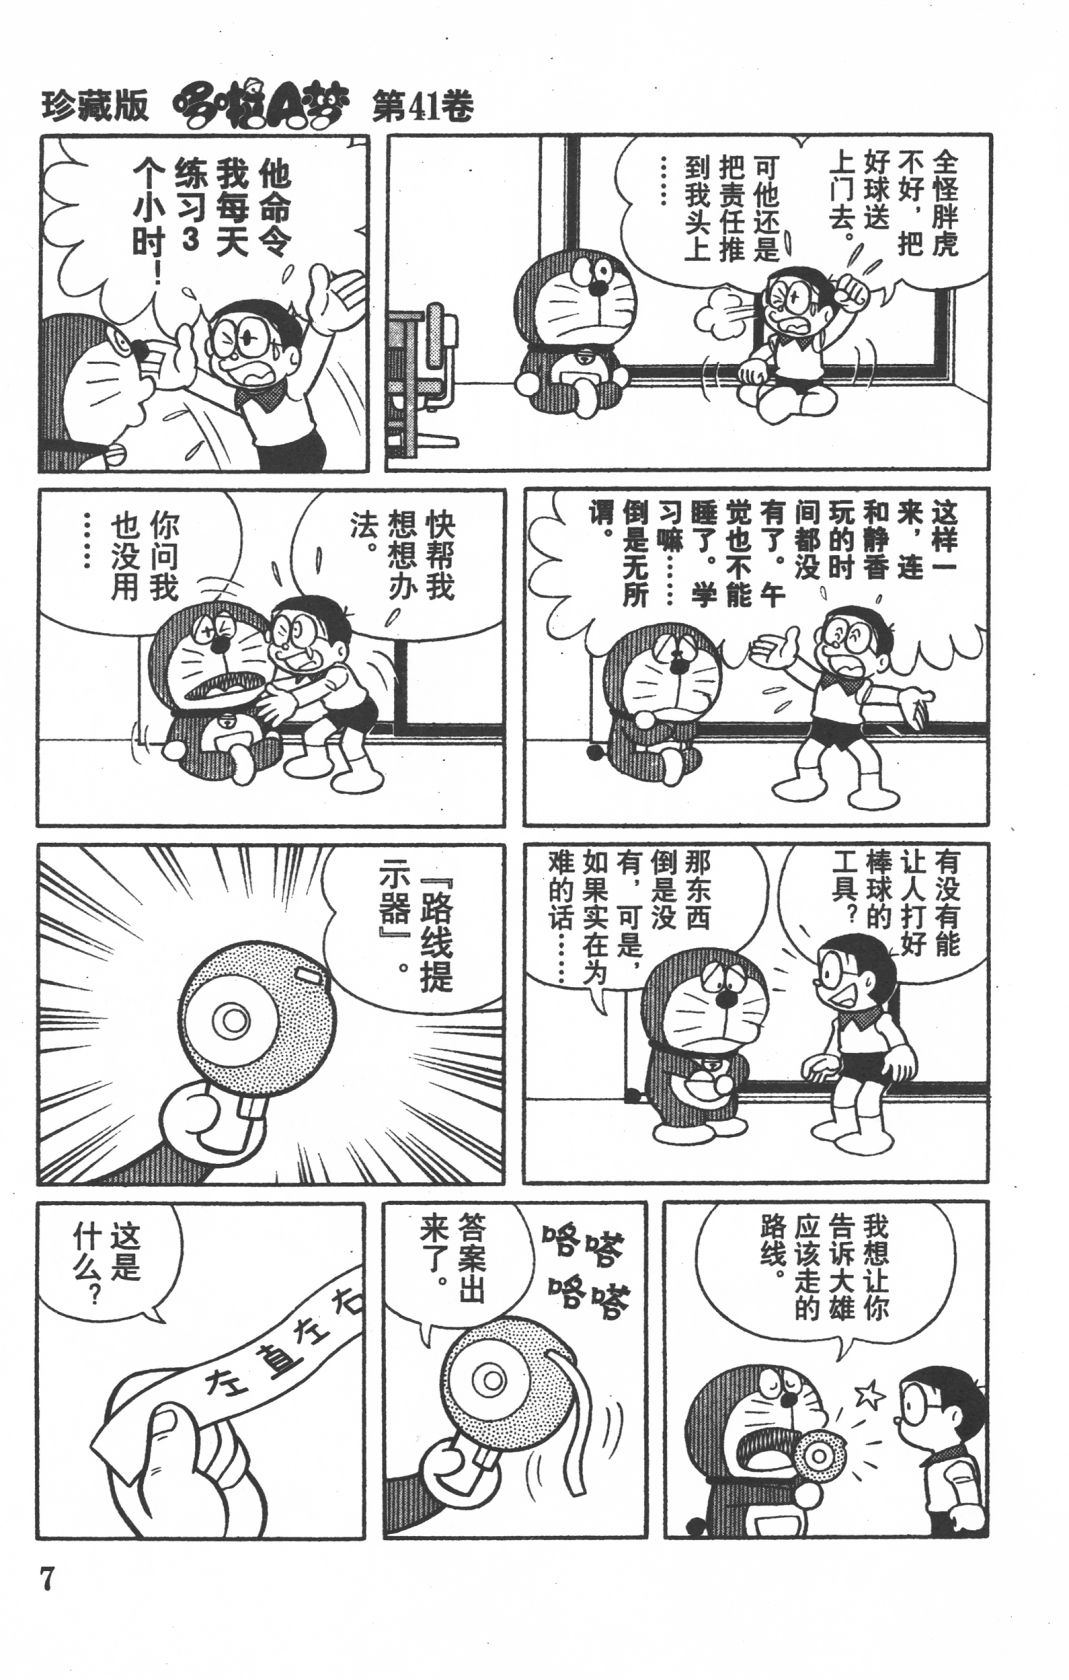 珍藏版 哆啦A梦 第41卷
全怪胖虎
不好，把
好球送
上门去。
可他还是
把责任推
到我头上
……
他命令
我每天
练习3
个小时！
这样一
来，连
和静香
玩的时
间都没
有了。午
觉也不能
睡了。学
习嘛……
倒是无所
谓。
快帮我
想想办
法。
你问我
也没用
……
有没有能
让人打好
棒球的
工具？
那东西
倒是没
有，可是，
如果实在为
难的话……
『路线提
示器』。
我想让你
告诉大雄
应该走的
路线。
咯嗒
咯嗒
答案出
来了。
这是
什么？
左直左右
7